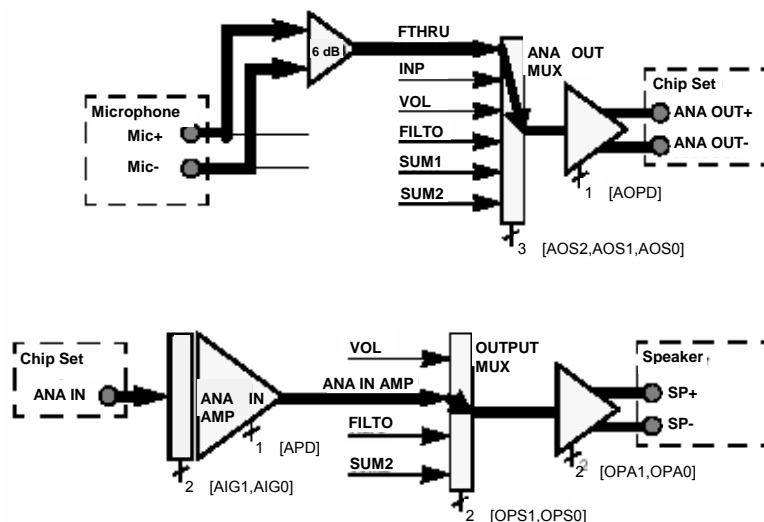 FTHRU
6 dB
ANA OUT
MUX
INP
Chip Set
VOL
ANA OUT+
Microphone
Mic+
FILTO
ANA OUT-
Mic-
SUM1
1 [AOPD]
SUM2
3 [AOS2,AOS1,AOS0]
Chip Set
VOL
OUTPUT
MUX
Speaker
ANA IN
ANA IN
AMP
ANA IN AMP
SP+
FILTO
SP-
1 [APD]
SUM2
2 [OPA1,OPA0]
2 [AIG1,AIG0]
2 [OPS1,OPS0]